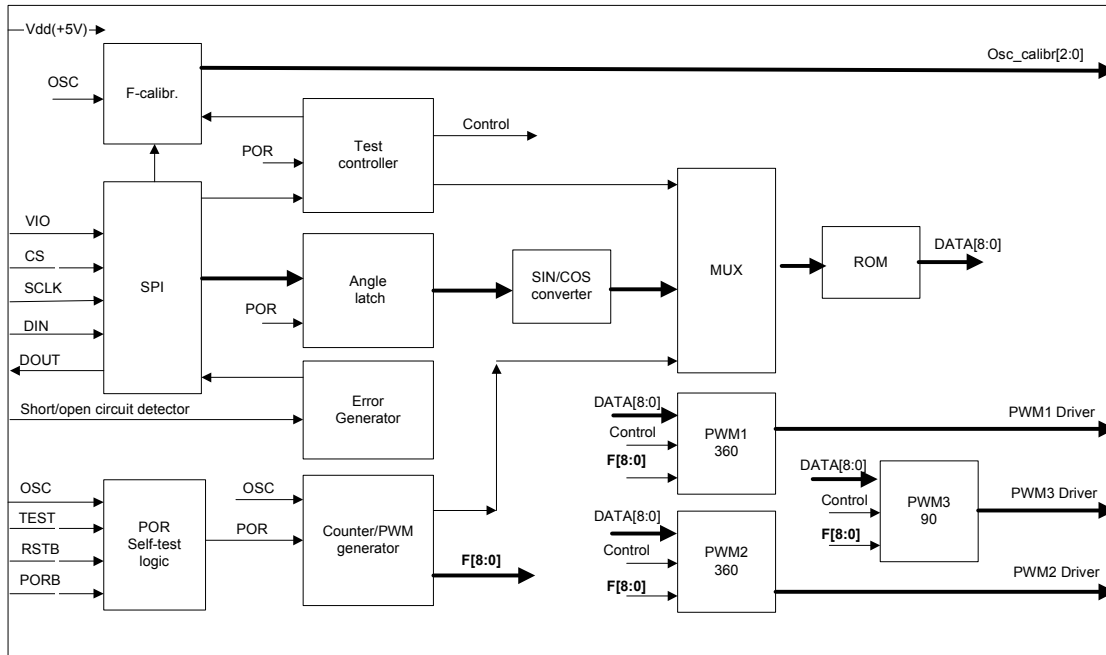 Vdd(+5V)
Osc_calibr[2:0]
OSC
F-calibr.
Control
POR
Test
controller
VIO
CS
SCLK
DIN
DOUT
SPI
Angle
latch
POR
SIN/COS
converter
MUX
ROM
DATA[8:0]
Short/open circuit detector
Error
Generator
DATA[8:0]
Control
F[8:0]
PWM1
360
PWM1 Driver
OSC
TEST
RSTB
PORB
POR
Self-test
logic
OSC
POR
Counter/PWM
generator
F[8:0]
DATA[8:0]
Control
F[8:0]
PWM3
90
PWM3 Driver
DATA[8:0]
Control
F[8:0]
PWM2
360
PWM2 Driver